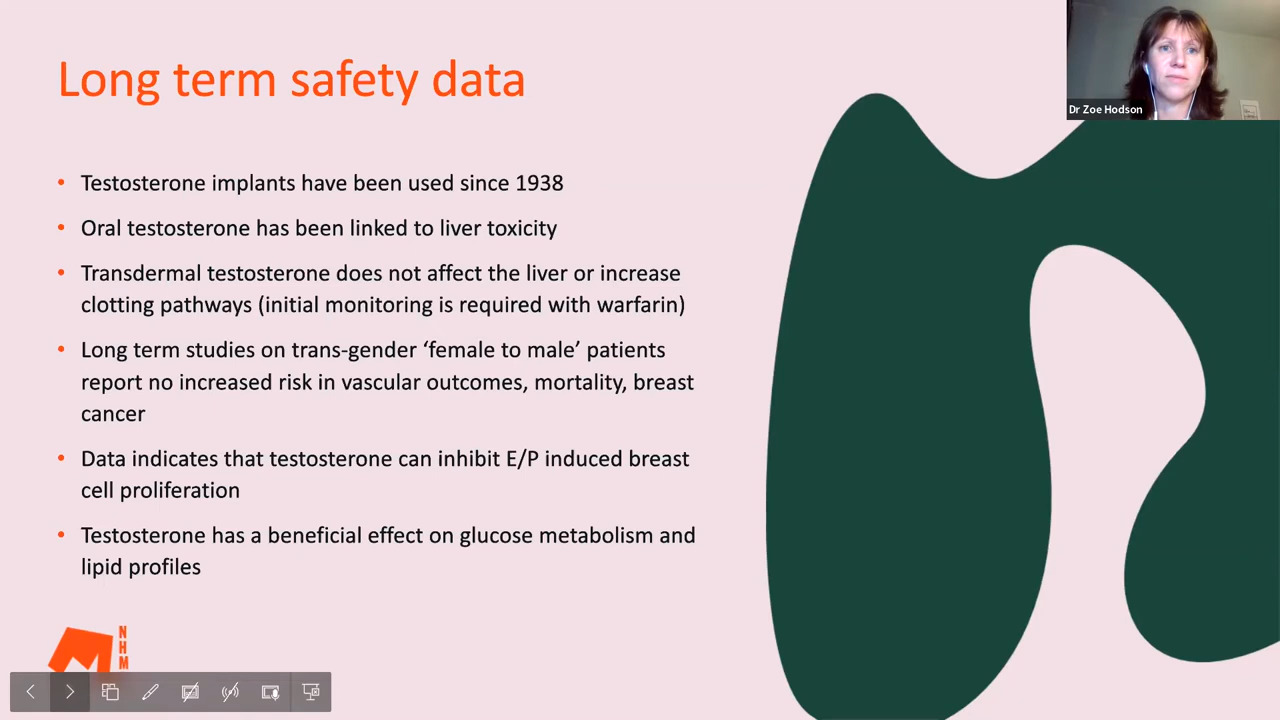 Long term safety data
Dr Zoe Hodson
• Testosterone implants have been used since 1938
• Oral testosterone has been linked to liver toxicity
• Transdermal testosterone does not affect the liver or increase
clotting pathways (initial monitoring is required with warfarin)
• Long term studies on trans-gender ‘female to male’ patients
report no increased risk in vascular outcomes, mortality, breast
cancer
• Data indicates that testosterone can inhibit E/P induced breast
cell proliferation
• Testosterone has a beneficial effect on glucose metabolism and
lipid profiles
NHM